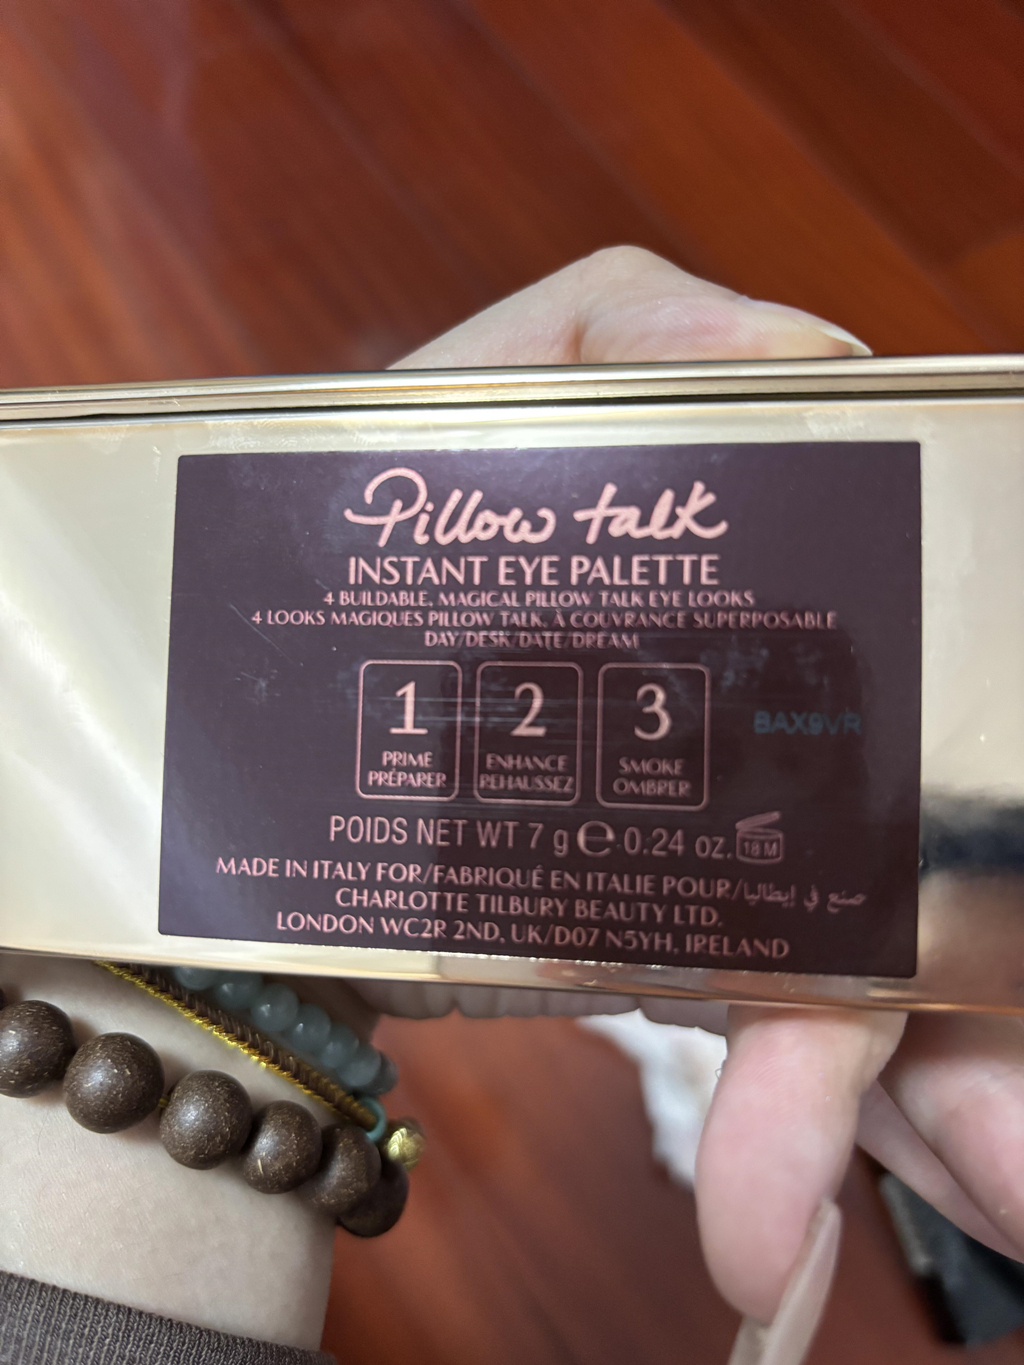 Pillow talk
INSTANT EYE PALETTE
4 BUILDABLE, MAGICAL PILLOW TALK EYE LOOKS
4 LOOKS MAGIQUES PILLOW TALK, À COUVRANCE SUPERPOSABLE
DAY/DESK/DATE/DREAM
1
PRIME
PRÉPARER
2
ENHANCE
REHAUSSEZ
3
SMOKE
OMBRER
BAX9VR
POIDS NET WT 7 g ℮ 0.24 oz. 18 M
MADE IN ITALY FOR/FABRIQUÉ EN ITALIE POUR/صنع في إيطاليا
CHARLOTTE TILBURY BEAUTY LTD.
LONDON WC2R 2ND, UK/D07 N5YH, IRELAND